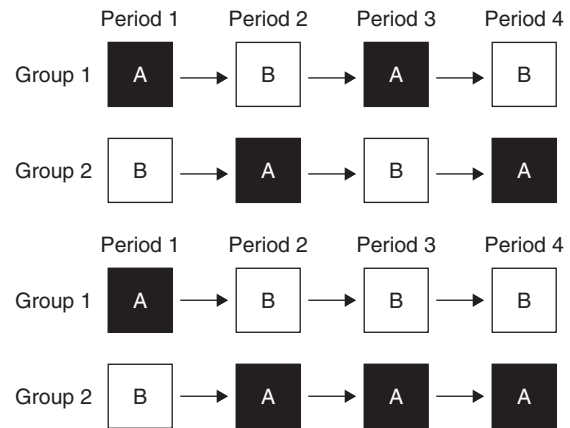 Period 1 Period 2 Period 3 Period 4
Group 1 A B A B
Group 2 B A B A
Period 1 Period 2 Period 3 Period 4
Group 1 A B B B
Group 2 B A A A